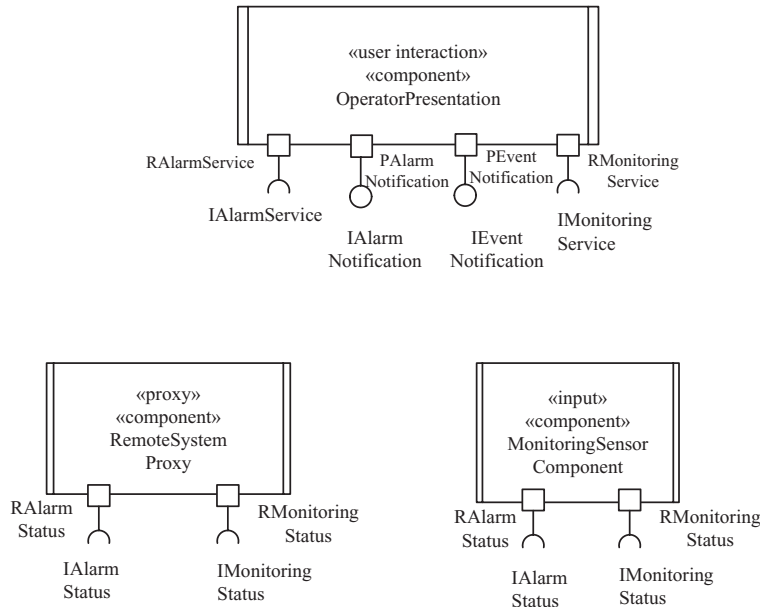 «user interaction»
«component»
OperatorPresentation
RAlarmService
PAlarm
Notification
PEvent
Notification
RMonitoring
Service
IAlarmService
IAlarm
Notification
IEvent
Notification
IMonitoring
Service
«proxy»
«component»
RemoteSystem
Proxy
RAlarm
Status
RMonitoring
Status
IAlarm
Status
IMonitoring
Status
«input»
«component»
MonitoringSensor
Component
RAlarm
Status
RMonitoring
Status
IAlarm
Status
IMonitoring
Status